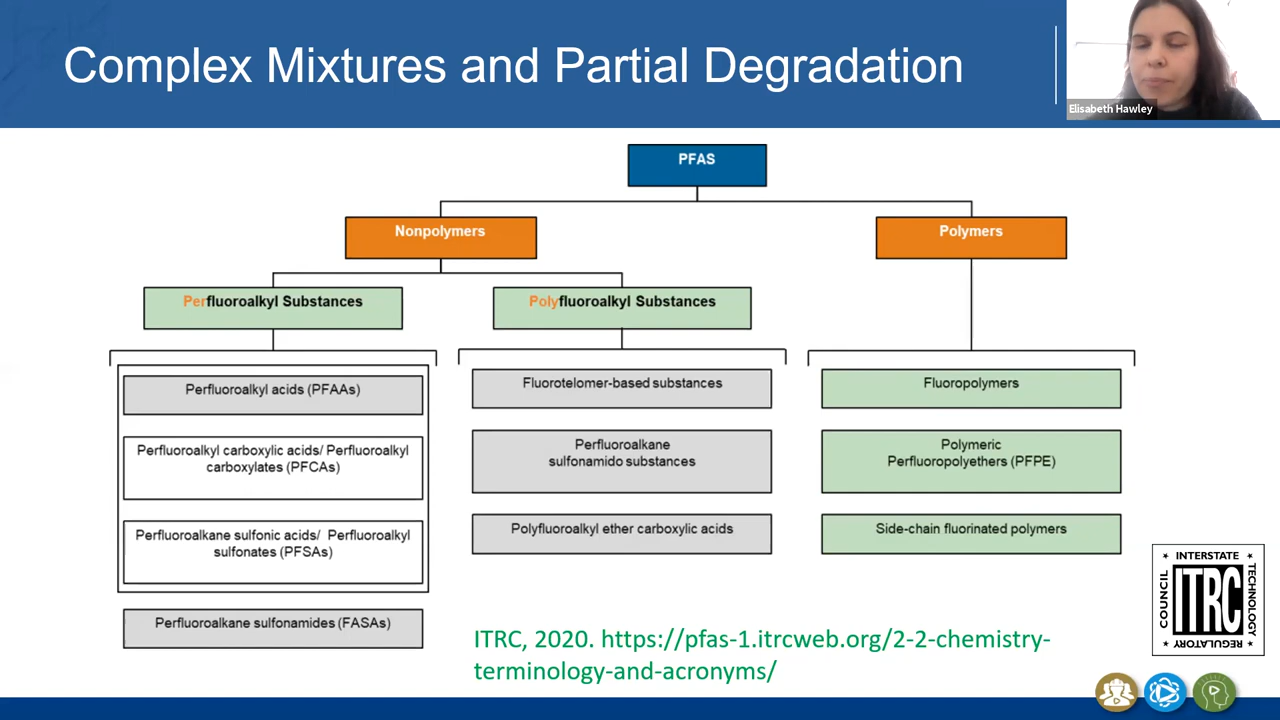 Complex Mixtures and Partial Degradation
Elisabeth Hawley
PFAS
Nonpolymers
Polymers
Perfluoroalkyl Substances
Polyfluoroalkyl Substances
Perfluoroalkyl acids (PFAAs)
Perfluoroalkyl carboxylic acids/ Perfluoroalkyl
carboxylates (PFCAs)
Perfluoroalkane sulfonic acids/ Perfluoroalkyl
sulfonates (PFSAs)
Perfluoroalkane sulfonamides (FASAs)
Fluorotelomer-based substances
Perfluoroalkane
sulfonamido substances
Polyfluoroalkyl ether carboxylic acids
Fluoropolymers
Polymeric
Perfluoropolyethers (PFPE)
Side-chain fluorinated polymers
ITRC, 2020. https://pfas-1.itrcweb.org/2-2-chemistry-
terminology-and-acronyms/
INTERSTATE
COUNCIL
ITRC
TECHNOLOGY
REGULATORY